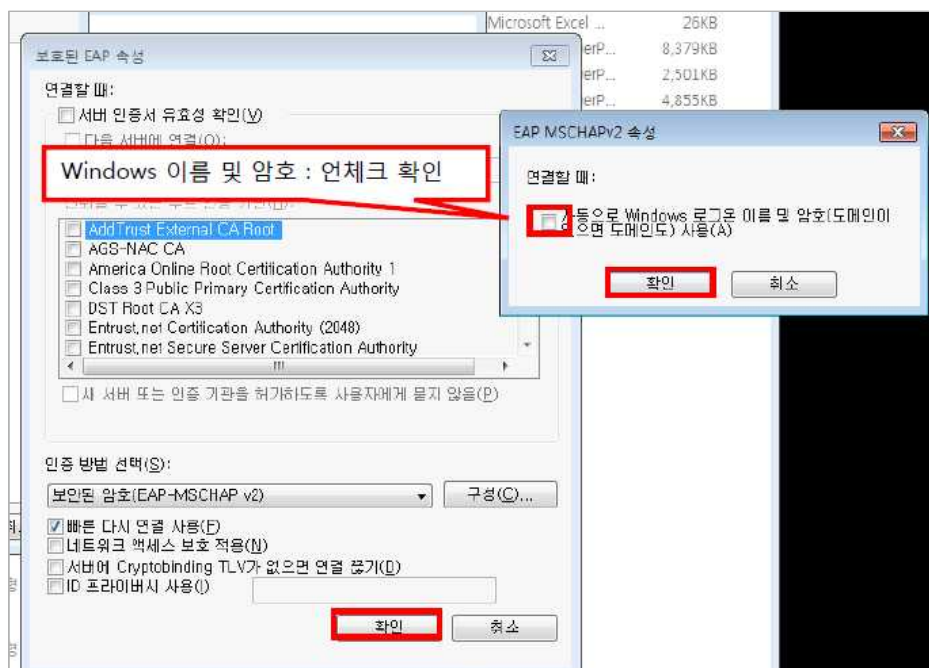 Microsoft Excel ...
26KB
erP...
8,379KB
erP...
2,501KB
erP...
4,855KB
보호된 EAP 속성
연결할 때:
서버 인증서 유효성 확인(V)
다음 서버에 연결(O):
Windows 이름 및 암호 : 언체크 확인
AddTrust External CA Root
AGS-NAC CA
America Online Root Certification Authority 1
Class 3 Public Primary Certification Authority
DST Root CA X3
Entrust.net Certification Authority (2048)
Entrust.net Secure Server Certification Authority
새 서버 또는 인증 기관을 허가하도록 사용자에게 묻지 않음(P)
인증 방법 선택(S):
보안된 암호(EAP-MSCHAP v2)
구성(C)...
빠른 다시 연결 사용(F)
네트워크 액세스 보호 적용(N)
서버에 Cryptobinding TLV가 없으면 연결 끊기(D)
ID 프라이버시 사용(I)
확인
취소
EAP MSCHAPv2 속성
연결할 때:
자동으로 Windows 로그온 이름 및 암호(도메인이
있으면 도메인도) 사용(A)
확인
취소